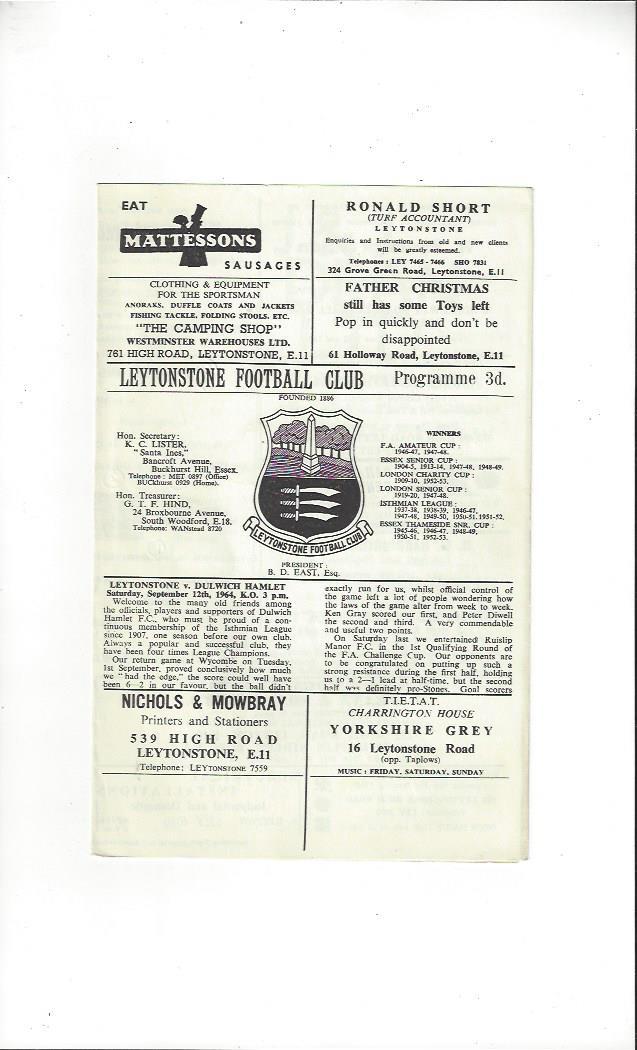 EAT
MATTESSONS
SAUSAGES
CLOTHING & EQUIPMENT
FOR THE SPORTSMAN
ANORAKS, DUFFLE COATS AND JACKETS
FISHING TACKLE, FOLDING STOOLS, ETC.
"THE CAMPING SHOP"
WESTMINSTER WAREHOUSES LTD.
761 HIGH ROAD, LEYTONSTONE, E.11
RONALD SHORT
(TURF ACCOUNTANT)
LEYTONSTONE
Enquiries and Instructions from old and new clients
will be greatly esteemed.
Telephones : LEY 7465 - 7466 SHO 7831
324 Grove Green Road, Leytonstone, E.11
FATHER CHRISTMAS
still has some Toys left
Pop in quickly and don't be
disappointed
61 Holloway Road, Leytonstone, E.11
LEYTONSTONE FOOTBALL CLUB Programme 3d.
FOUNDED 1886
Hon. Secretary:
K. C. LISTER,
"Santa Ines,"
Bancroft Avenue,
Buckhurst Hill, Essex.
Telephone : MET 0897 (Office)
BUCkhurst 0929 (Home).
Hon. Treasurer:
G. T. F. HIND,
24 Broxbourne Avenue,
South Woodford, E.18.
Telephone: WANstead 8720
LEYTONSTONE FOOTBALL CLUB
WINNERS
F.A. AMATEUR CUP :
1946-47, 1947-48.
ESSEX SENIOR CUP :
1904-5, 1913-14, 1947-48, 1948-49.
LONDON CHARITY CUP :
1909-10, 1952-53.
LONDON SENIOR CUP :
1919-20, 1947-48.
ISTHMIAN LEAGUE :
1937-38, 1938-39, 1946-47,
1947-48, 1949-50, 1950-51, 1951-52.
ESSEX THAMESIDE SNR. CUP :
1945-46, 1946-47, 1948-49,
1950-51, 1952-53.
PRESIDENT :
B. D. EAST, Esq.
LEYTONSTONE v. DULWICH HAMLET
Saturday, September 12th, 1964, K.O. 3 p.m.
Welcome to the many old friends among
the officials, players and supporters of Dulwich
Hamlet F.C., who must be proud of a con-
tinuous membership of the Isthmian League
since 1907, one season before our own club.
Always a popular and successful club, they
have been four times League Champions.
Our return game at Wycombe on Tuesday,
1st September, proved conclusively how much
we "had the edge," the score could well have
been 6—2 in our favour, but the ball didn't
exactly run for us, whilst official control of
the game left a lot of people wondering how
the laws of the game alter from week to week.
Ken Gray scored our first, and Peter Diwell
the second and third. A very commendable
and useful two points.
On Saturday last we entertained Ruislip
Manor F.C. in the 1st Qualifying Round of
the F.A. Challenge Cup. Our opponents are
to be congratulated on putting up such a
strong resistance during the first half, holding
us to a 2—1 lead at half-time, but the second
half was definitely pro-Stones. Goal scorers
NICHOLS & MOWBRAY
Printers and Stationers
539 HIGH ROAD
LEYTONSTONE, E.11
Telephone: LEYTONSTONE 7559
T.I.E.T.A.T.
CHARRINGTON HOUSE
YORKSHIRE GREY
16 Leytonstone Road
(opp. Taplows)
MUSIC : FRIDAY, SATURDAY, SUNDAY